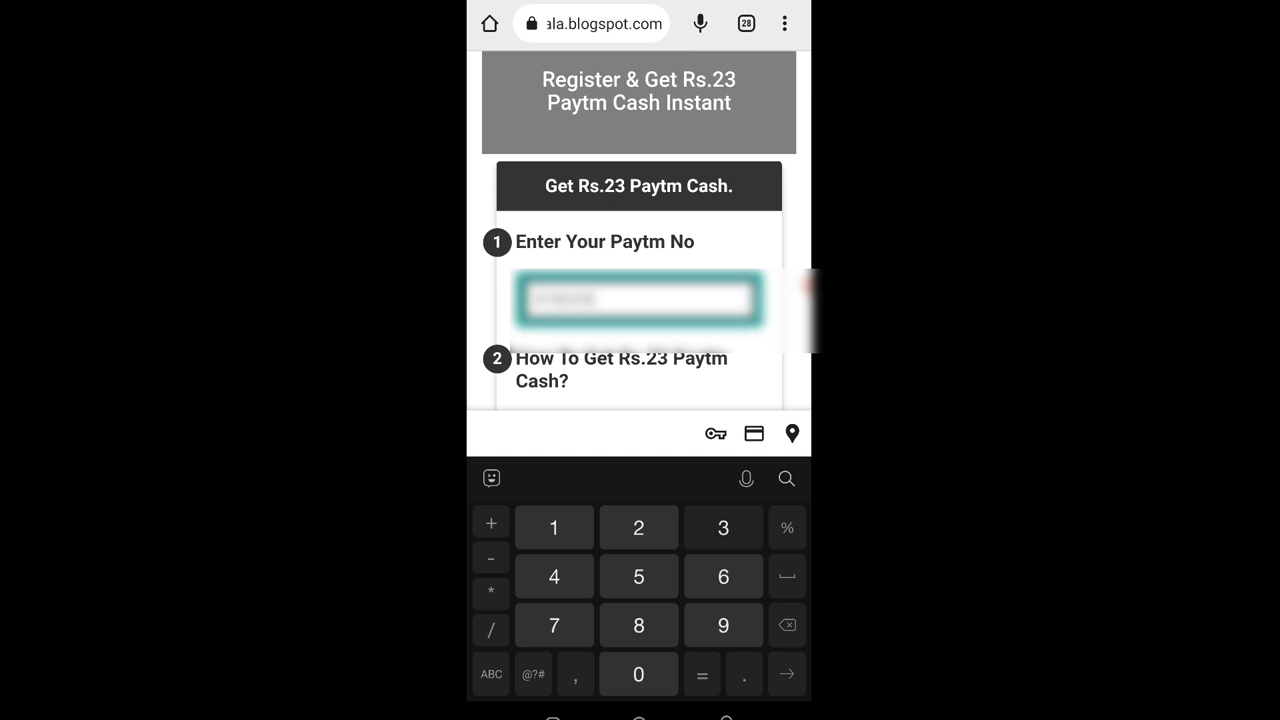 ala.blogspot.com
28
Register & Get Rs.23
Paytm Cash Instant
Get Rs.23 Paytm Cash.
1 Enter Your Paytm No
2 How To Get Rs.23 Paytm
Cash?
+ 1 2 3 %
- 4 5 6
* 7 8 9
/
ABC @?# , 0 = .